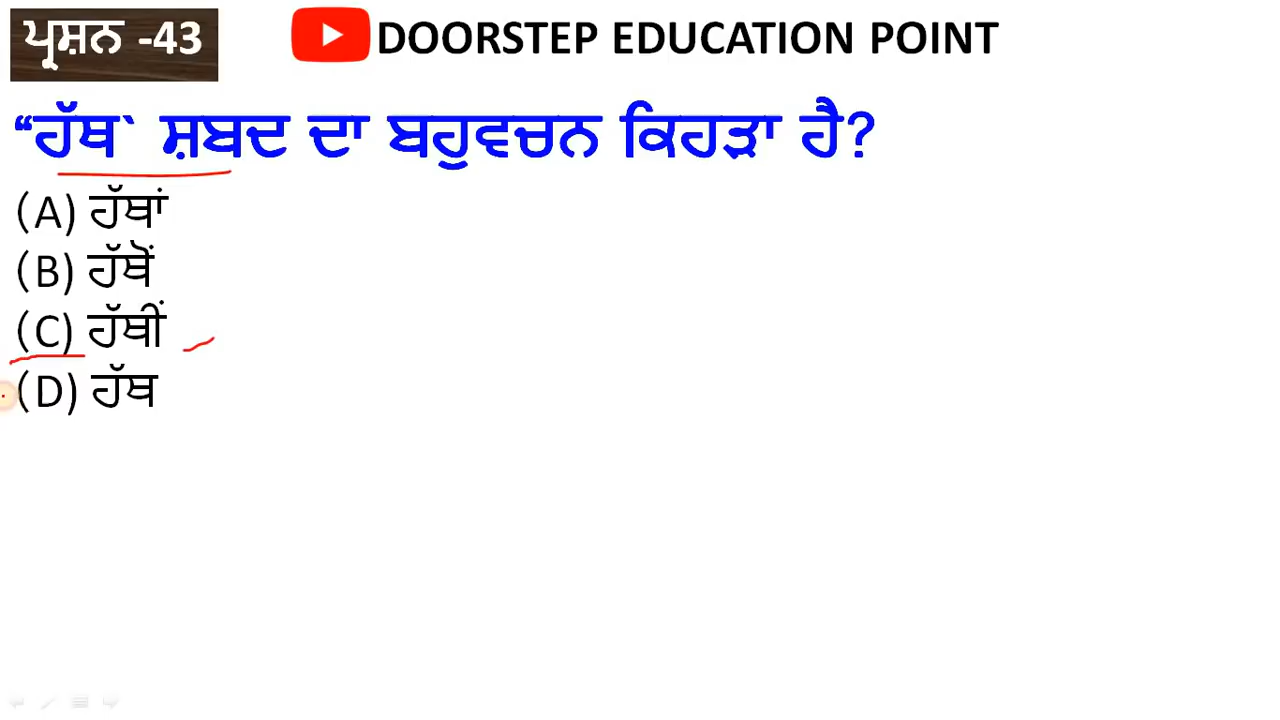 ਪ੍ਰਸ਼ਨ -43
DOORSTEP EDUCATION POINT
“ਹੱਥ` ਸ਼ਬਦ ਦਾ ਬਹੁਵਚਨ ਕਿਹੜਾ ਹੈ?
(A) ਹੱਥਾਂ
(B) ਹੱਥੋਂ
(C) ਹੱਥੀਂ
(D) ਹੱਥ